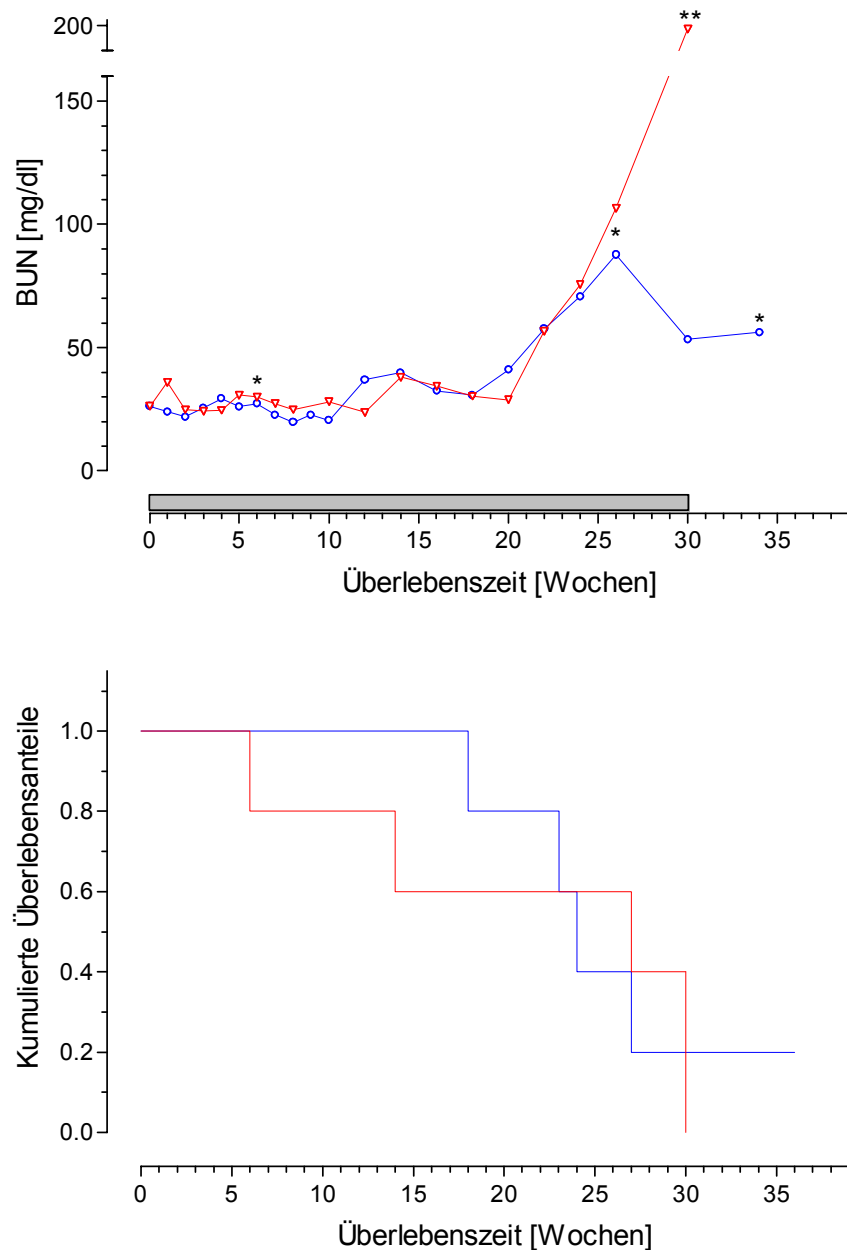 200
**
150
BUN [mg/dl]
100
*
50
*
*
0
0 5 10 15 20 25 30 35
Überlebenszeit [Wochen]
Kumulierte Überlebensanteile
1.0
0.8
0.6
0.4
0.2
0.0
0 5 10 15 20 25 30 35
Überlebenszeit [Wochen]